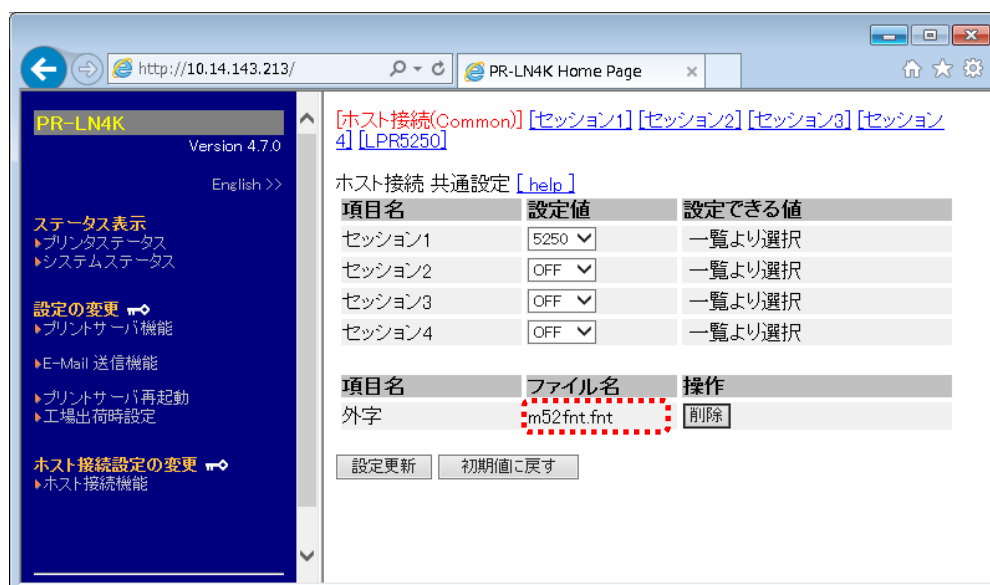 http://10.14.143.213/
PR-LN4K Home Page
PR-LN4K
Version 4.7.0
English >>
ステータス表示
プリンタステータス
システムステータス
設定の変更
プリントサーバ機能
E-Mail 送信機能
プリントサーバ再起動
工場出荷時設定
ホスト接続設定の変更
ホスト接続機能
[ホスト接続(Common)] [セッション1] [セッション2] [セッション3] [セッション
4] [LPR5250]
ホスト接続 共通設定 [ help ]
項目名 設定値 設定できる値
セッション1 5250 一覧より選択
セッション2 OFF 一覧より選択
セッション3 OFF 一覧より選択
セッション4 OFF 一覧より選択
項目名 ファイル名 操作
外字 m52fnt.fnt 削除
設定更新 初期値に戻す